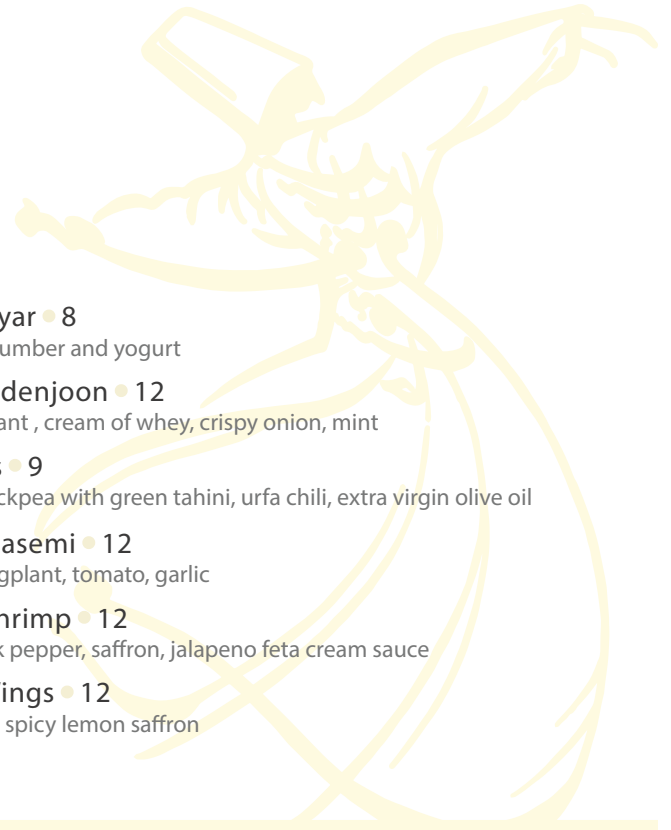 yar • 8
umber and yogurt
denjoon • 12
ant , cream of whey, crispy onion, mint
s • 9
ckpea with green tahini, urfa chili, extra virgin olive oil
asemi • 12
gplant, tomato, garlic
hrimp • 12
k pepper, saffron, jalapeno feta cream sauce
ings • 12
spicy lemon saffron